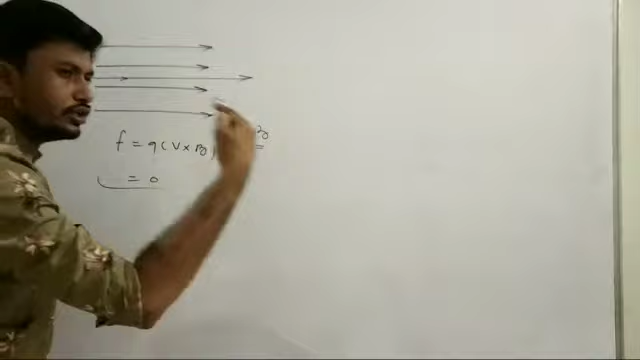 f = q(v×B)
= 0